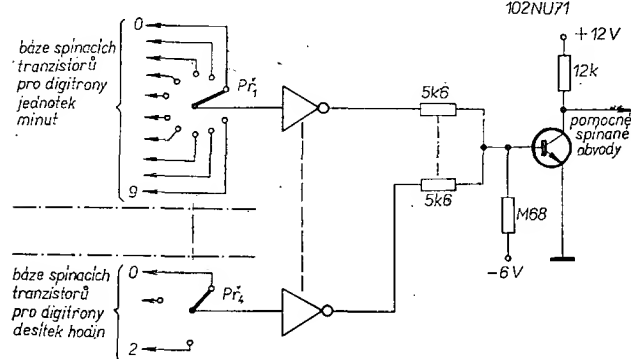 102NU71
+12V
12k
0
báze spínacích
tranzistorů
pro digitrony
jednotek
minut
9
Př₁
5k6
5k6
pomocné
spínané
obvody
M68
-6V
0
báze spínacích
tranzistorů
pro digitrony
desítek hodin
2
Př₄